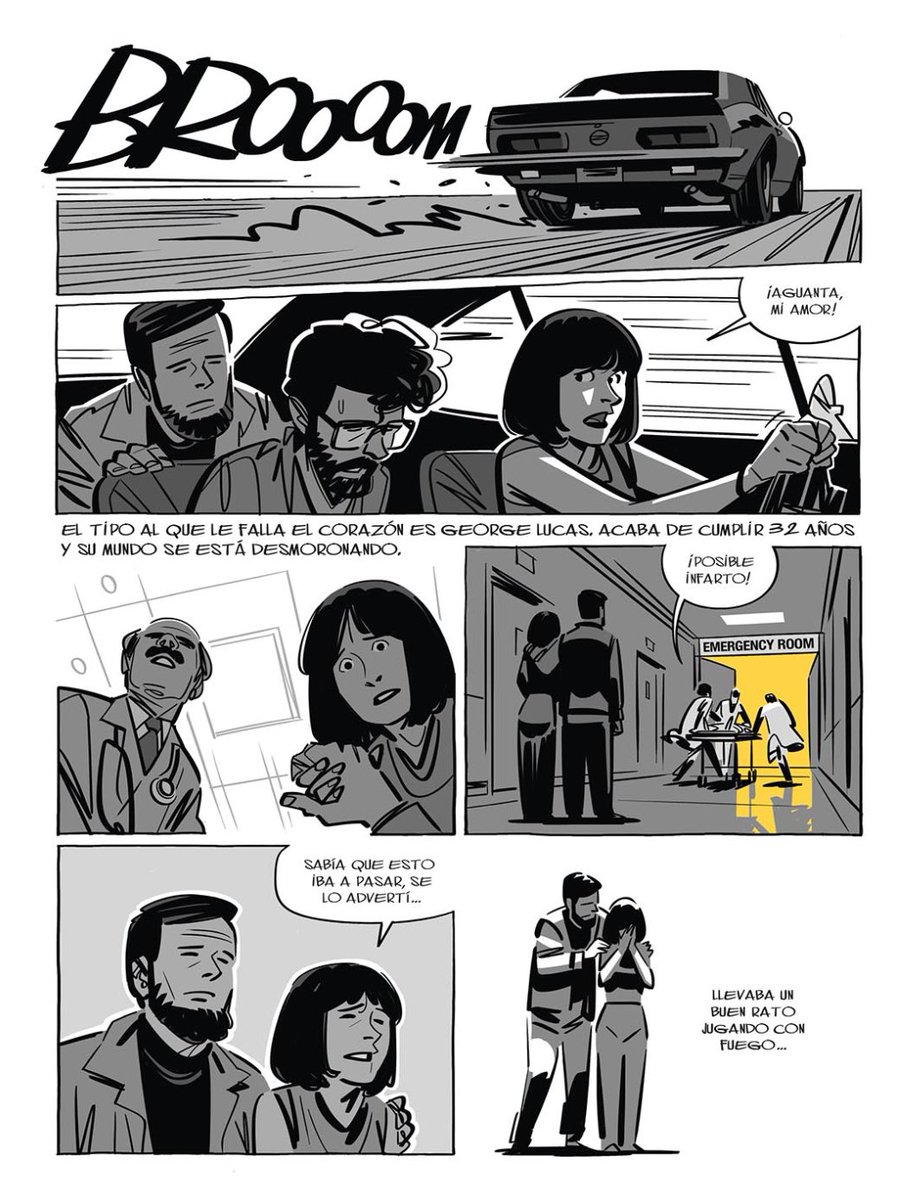 BROOOOM
¡AGUANTA,
MI AMOR!
EL TIPO AL QUE LE FALLA EL CORAZÓN ES GEORGE LUCAS. ACABA DE CUMPLIR 32 AÑOS
Y SU MUNDO SE ESTÁ DESMORONANDO.
¡POSIBLE
INFARTO!
EMERGENCY ROOM
SABÍA QUE ESTO
IBA A PASAR, SE
LO ADVERTÍ...
LLEVABA UN
BUEN RATO
JUGANDO CON
FUEGO...